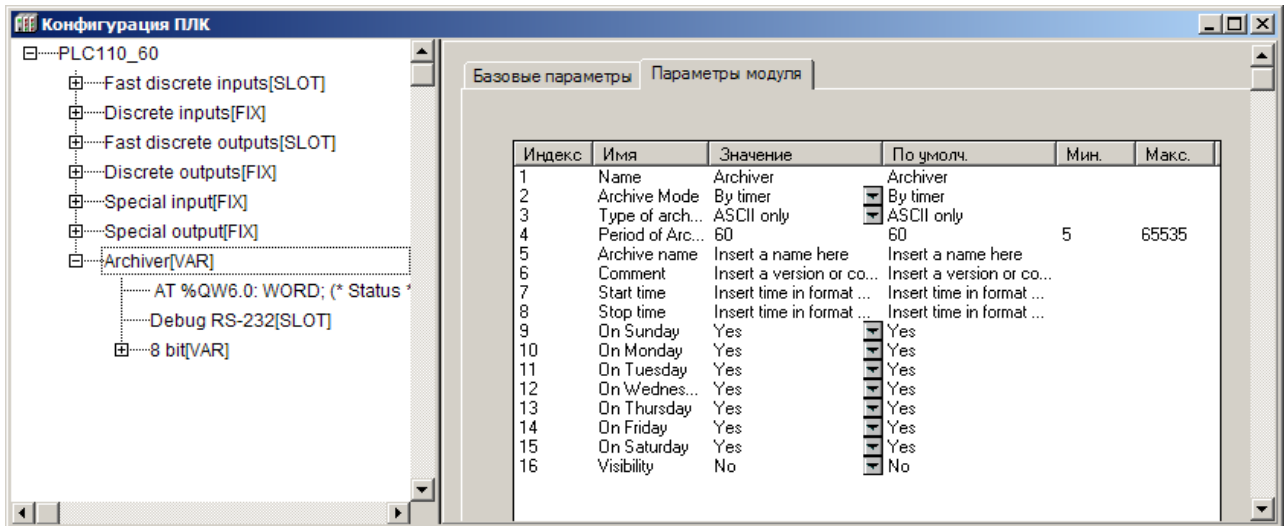 Конфигурация ПЛК
PLC110_60
Fast discrete inputs[SLOT]
Discrete inputs[FIX]
Fast discrete outputs[SLOT]
Discrete outputs[FIX]
Special input[FIX]
Special output[FIX]
Archiver[VAR]
AT %QW6.0: WORD; (* Status *
Debug RS-232[SLOT]
8 bit[VAR]
Базовые параметры Параметры модуля
Индекс Имя Значение По умолч. Мин. Макс.
1 Name Archiver Archiver
2 Archive Mode By timer By timer
3 Type of arch... ASCII only ASCII only
4 Period of Arc... 60 60 5 65535
5 Archive name Insert a name here Insert a name here
6 Comment Insert a version or co... Insert a version or co...
7 Start time Insert time in format ... Insert time in format ...
8 Stop time Insert time in format ... Insert time in format ...
9 On Sunday Yes Yes
10 On Monday Yes Yes
11 On Tuesday Yes Yes
12 On Wednes... Yes Yes
13 On Thursday Yes Yes
14 On Friday Yes Yes
15 On Saturday Yes Yes
16 Visibility No No